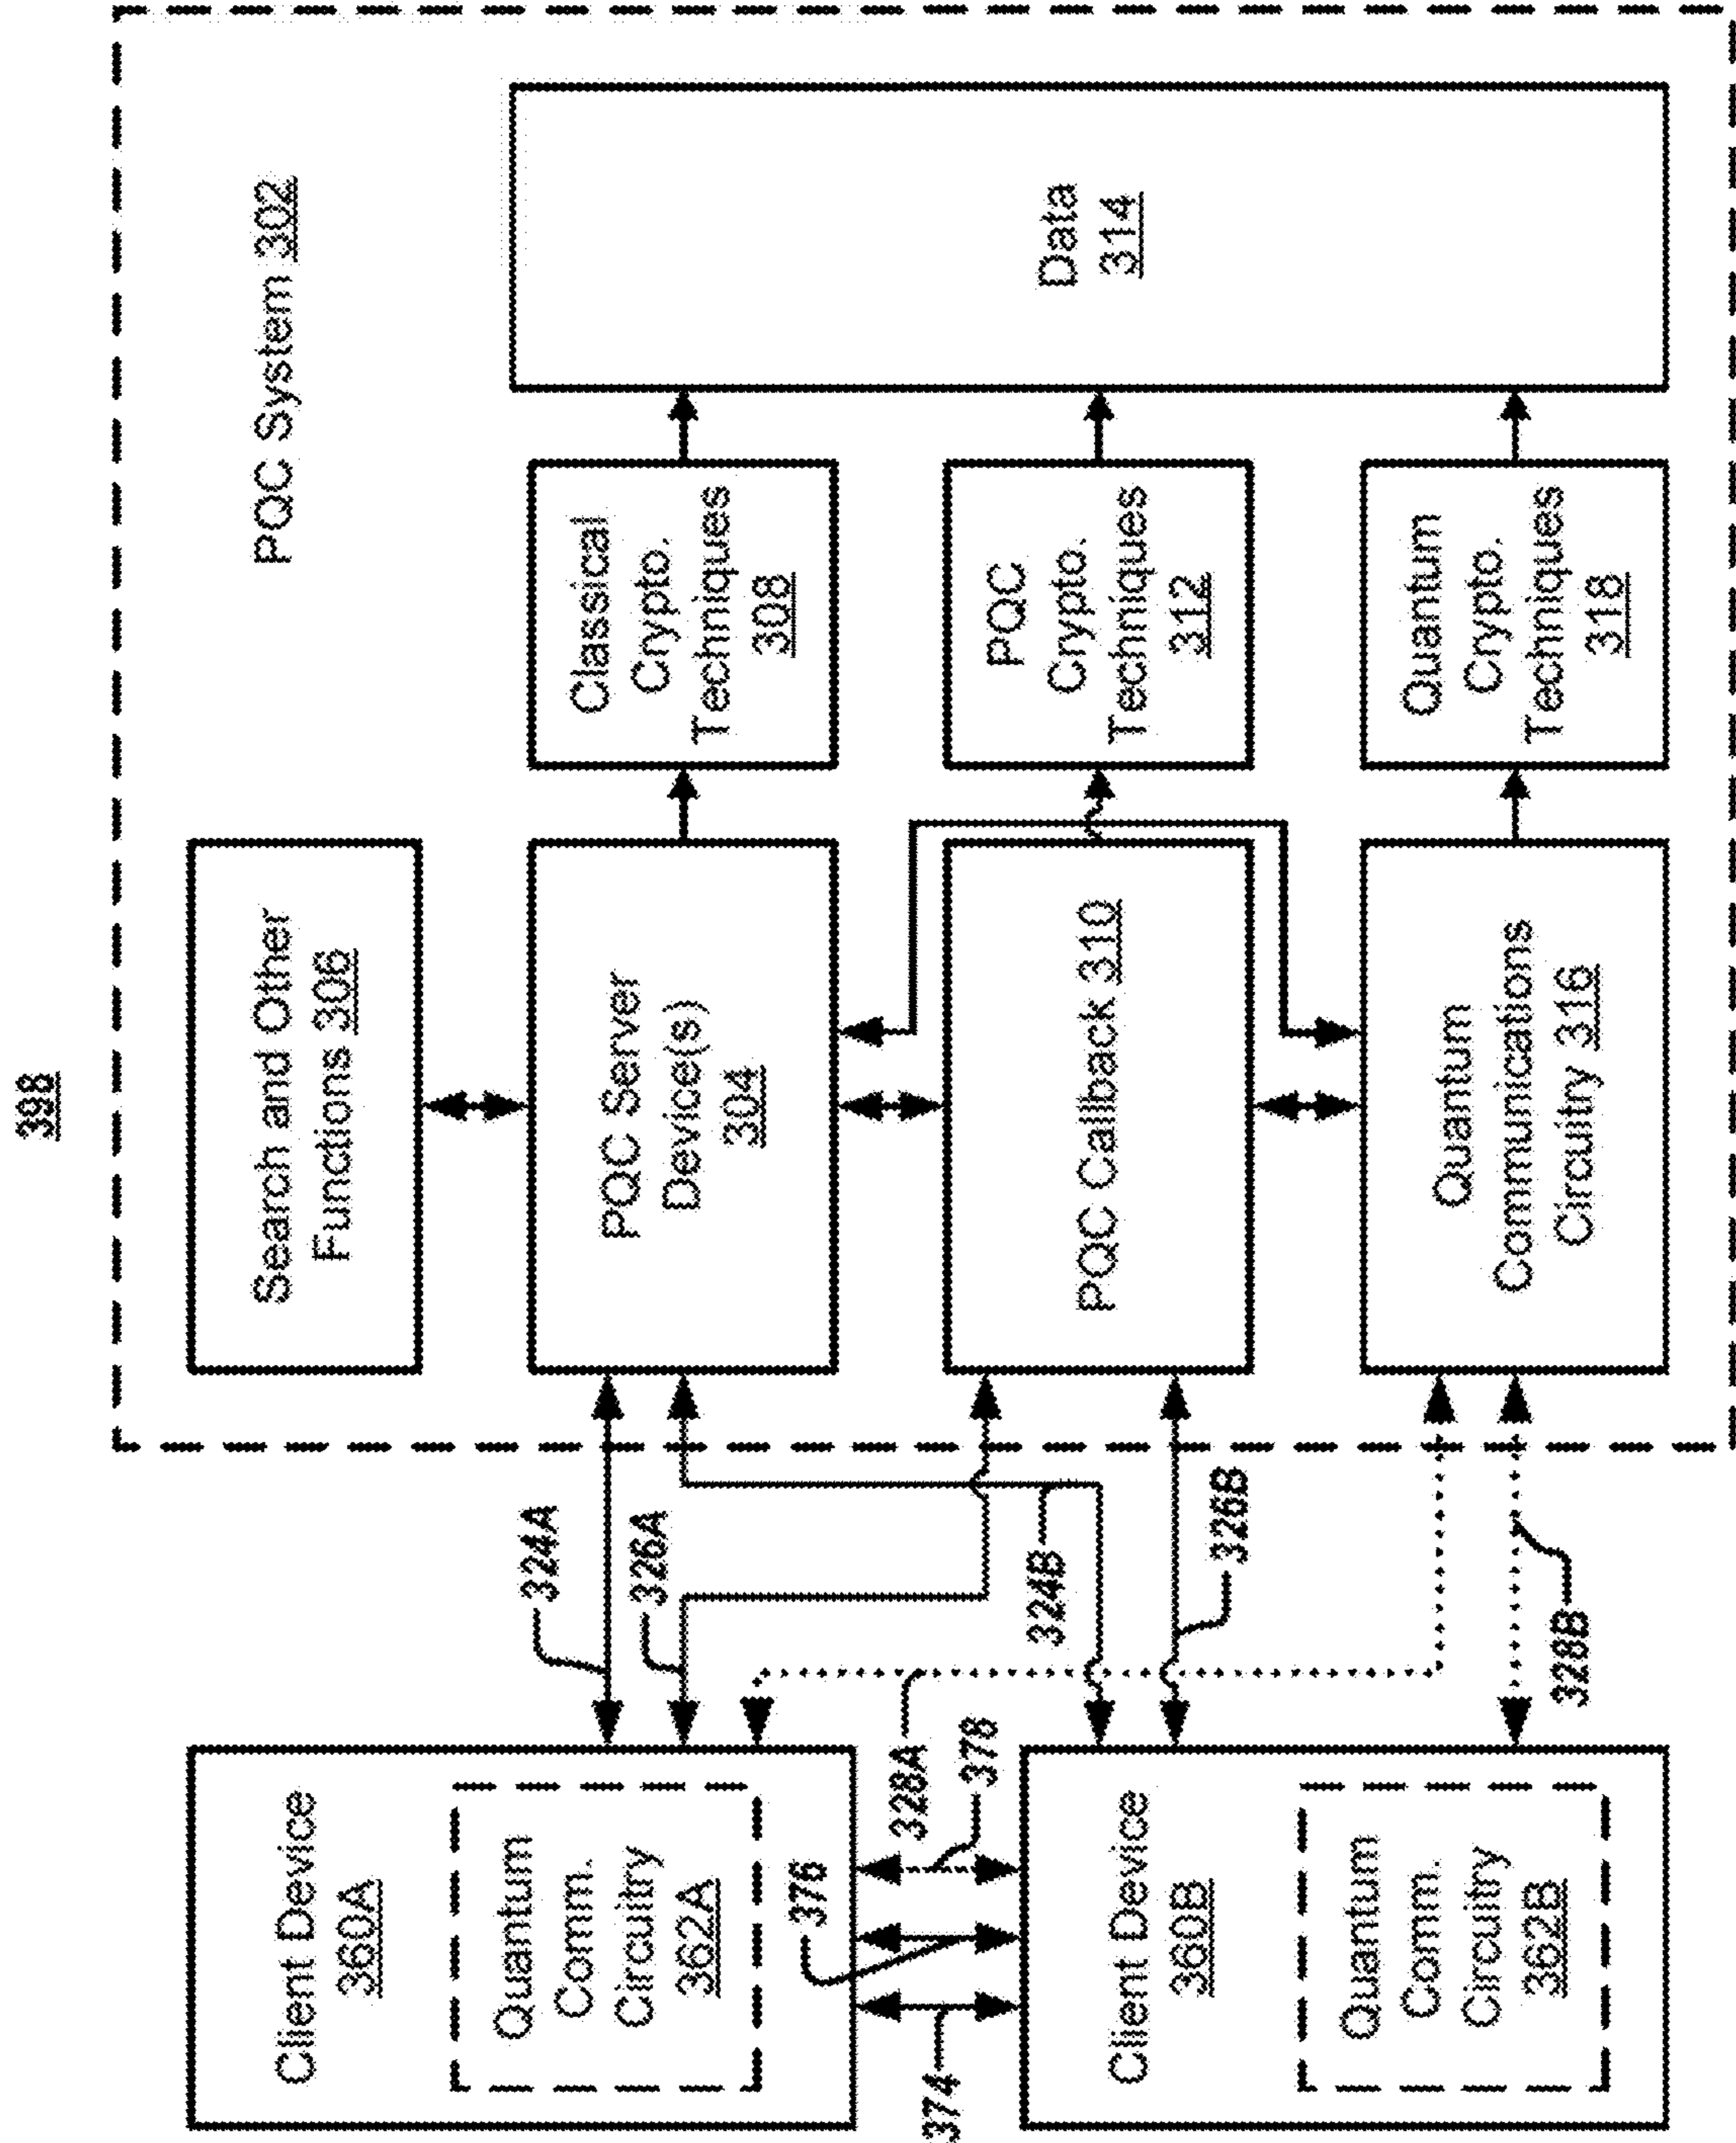 398
PQC System 302
Search and Other
Functions 306
PQC Server
Device(s)
304
Classical
Crypto.
Techniques
308
PQC Callback 310
PQC
Crypto.
Techniques
312
Quantum
Communications
Circuitry 316
Quantum
Crypto.
Techniques
318
Data
314
Client Device
360A
Quantum
Comm.
Circuitry
362A
Client Device
360B
Quantum
Comm.
Circuitry
362B
324A
326A
324B
326B
328A
328B
374
376
378